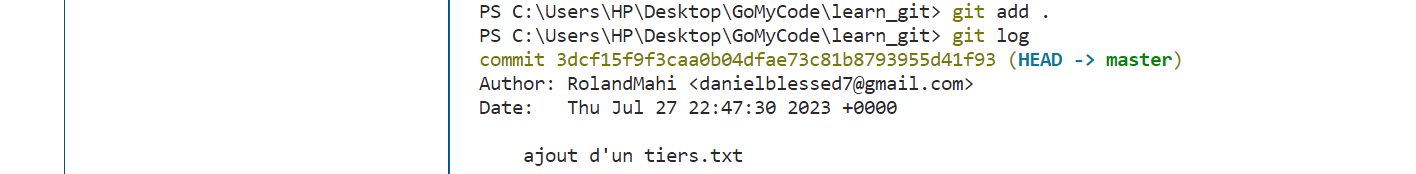 PS C:\Users\HP\Desktop\GoMyCode\learn_git> git add .
PS C:\Users\HP\Desktop\GoMyCode\learn_git> git log
commit 3dcf15f9f3caa0b04dfae73c81b8793955d41f93 (HEAD -> master)
Author: RolandMahi <danielblessed7@gmail.com>
Date:   Thu Jul 27 22:47:30 2023 +0000
    ajout d'un tiers.txt